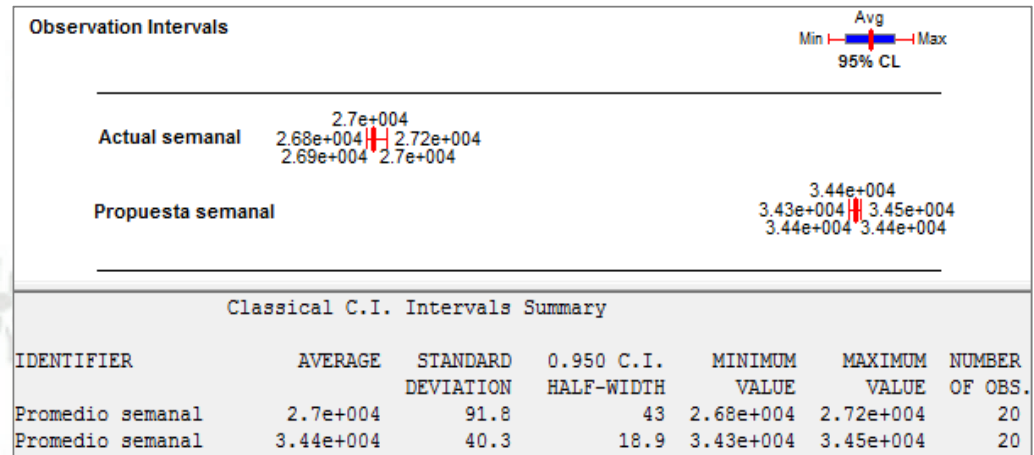 Observation Intervals
Avg
Min Max
95% CL
Actual semanal
2.7e+004
2.68e+004 2.72e+004
2.69e+004 2.7e+004
Propuesta semanal
3.44e+004
3.43e+004 3.45e+004
3.44e+004 3.44e+004
Classical C.I. Intervals Summary
IDENTIFIER AVERAGE STANDARD 0.950 C.I. MINIMUM MAXIMUM NUMBER
DEVIATION HALF-WIDTH VALUE VALUE OF OBS.
Promedio semanal 2.7e+004 91.8 43 2.68e+004 2.72e+004 20
Promedio semanal 3.44e+004 40.3 18.9 3.43e+004 3.45e+004 20